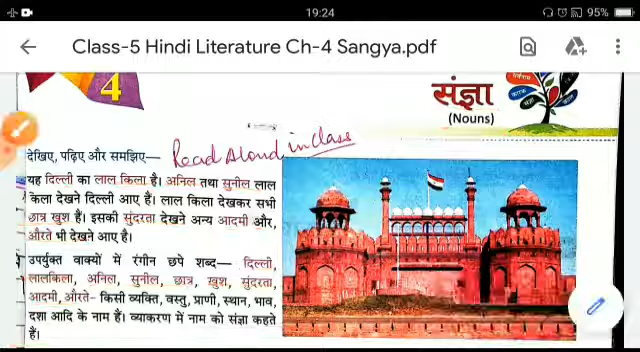 19:24
95%
Class-5 Hindi Literature Ch-4 Sangya.pdf
4
संज्ञा
(Nouns)
देखिए, पढ़िए और समझिए—
Read Aloud in class
यह दिल्ली का लाल किला है। अनिल तथा सुनील लाल
किला देखने दिल्ली आए हैं। लाल किला देखकर सभी
छात्र खुश हैं। इसकी सुंदरता देखने अन्य आदमी और,
औरते भी देखने आए है।
उपर्युक्त वाक्यों में रंगीन छपे शब्द— दिल्ली,
लालकिला, अनिल, सुनील, छात्र, खुश, सुंदरता,
आदमी, औरते- किसी व्यक्ति, वस्तु, प्राणी, स्थान, भाव,
दशा आदि के नाम हैं। व्याकरण में नाम को संज्ञा कहते
हैं।